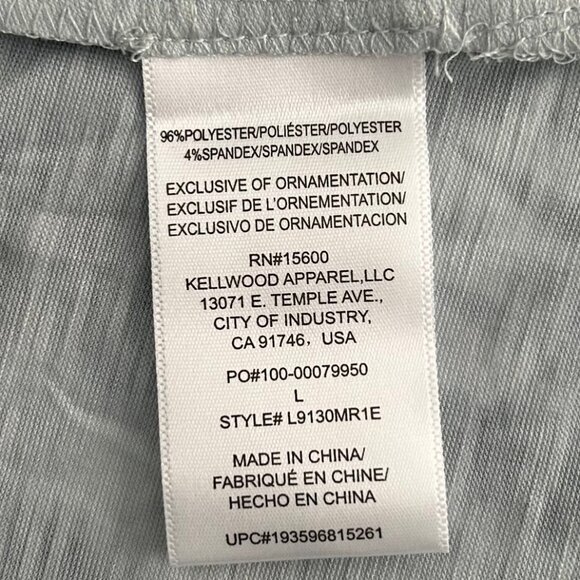 96%POLYESTER/POLIÉSTER/POLYESTER
4%SPANDEX/SPANDEX/SPANDEX
EXCLUSIVE OF ORNAMENTATION/
EXCLUSIF DE L'ORNEMENTATION/
EXCLUSIVO DE ORNAMENTACION
RN#15600
KELLWOOD APPAREL,LLC
13071 E. TEMPLE AVE.,
CITY OF INDUSTRY,
CA 91746, USA
PO#100-00079950
L
STYLE# L9130MR1E
MADE IN CHINA/
FABRIQUÉ EN CHINE/
HECHO EN CHINA
UPC#193596815261